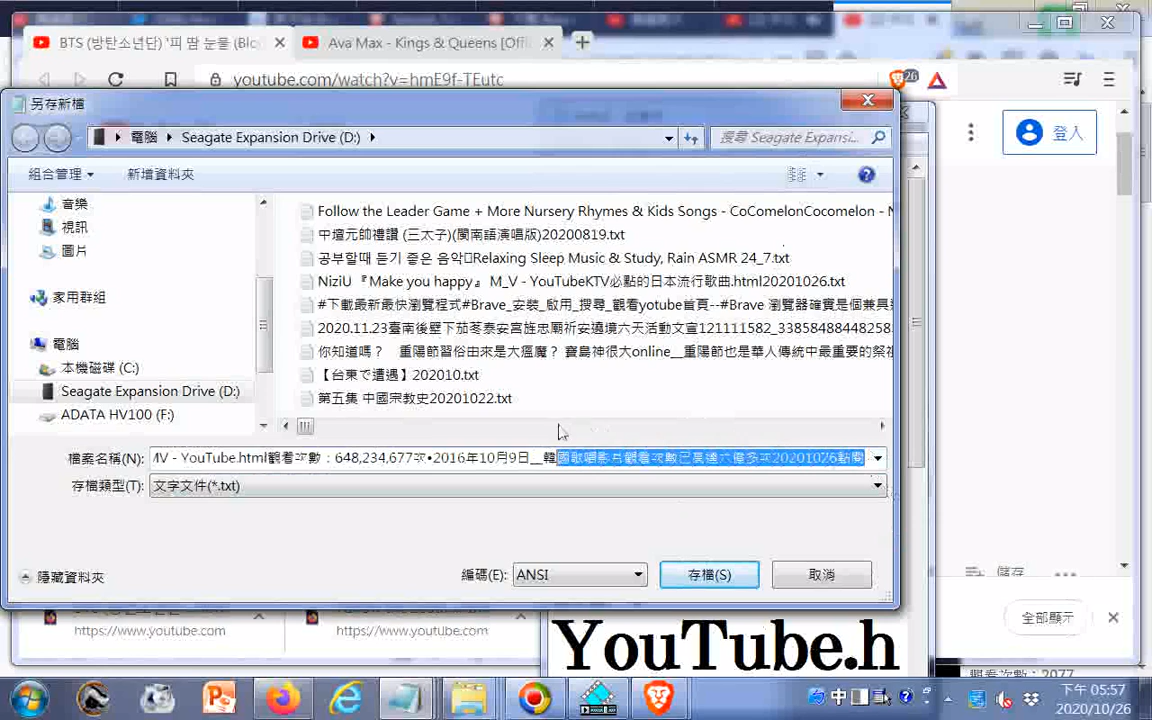 BTS (방탄소년단) '피 땀 눈물 (Blo
Ava Max - Kings & Queens [Offi
youtube.com/watch?v=hmE9f-TEutc
26
另存新檔
電腦 Seagate Expansion Drive (D:)
搜尋 Seagate Expansi...
登入
組合管理
新增資料夾
音樂
視訊
圖片
家用群組
電腦
本機磁碟 (C:)
Seagate Expansion Drive (D:)
ADATA HV100 (F:)
Follow the Leader Game + More Nursery Rhymes & Kids Songs - CoComelonCocomelon - N
中壇元帥禮讚 (三太子)(閩南語演唱版)20200819.txt
공부할때 듣기 좋은 음악Relaxing Sleep Music & Study, Rain ASMR 24_7.txt
NiziU 『Make you happy』 M_V - YouTubeKTV必點的日本流行歌曲.html20201026.txt
#下載最新最快瀏覽程式#Brave_安裝_啟用_搜尋_觀看yotube首頁--#Brave 瀏覽器確實是個兼具
2020.11.23臺南後壁下茄苳泰安宮旌忠廟祈安遶境六天活動文宣121111582_33858488448258
你知道嗎？ 重陽節習俗由來是大瘟魔？ 寶島神很大online__重陽節也是華人傳統中最重要的祭祖
【台東で遭遇】202010.txt
第五集 中國宗教史20201022.txt
檔案名稱(N):
MV - YouTube.html觀看次數：648,234,677次•2016年10月9日__韓國歌唱影片觀看次數已高達六億多次20201026點閱
存檔類型(T):
文字文件(*.txt)
隱藏資料夾
編碼(E):
ANSI
存檔(S)
取消
儲存
https://www.youtube.com
https://www.youtube.com
全部顯示
YouTube.h
觀看次數：2077
中
下午 05:57
2020/10/26